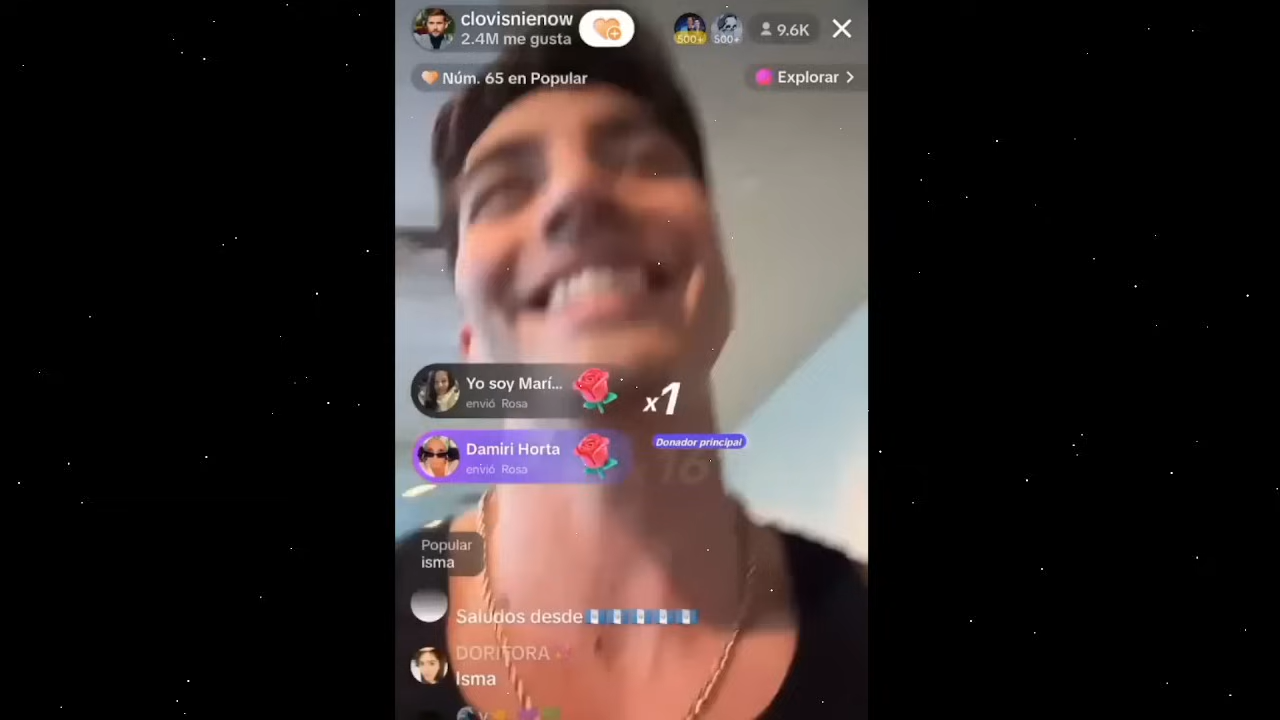 clovisnienow
2.4M me gusta
500+
500+
9.6K
Núm. 65 en Popular
Explorar
Yo soy Marí...
envió Rosa
x1
Damiri Horta
envió Rosa
Donador principal
16
Popular
isma
Saludos desde
DORITORA
Isma